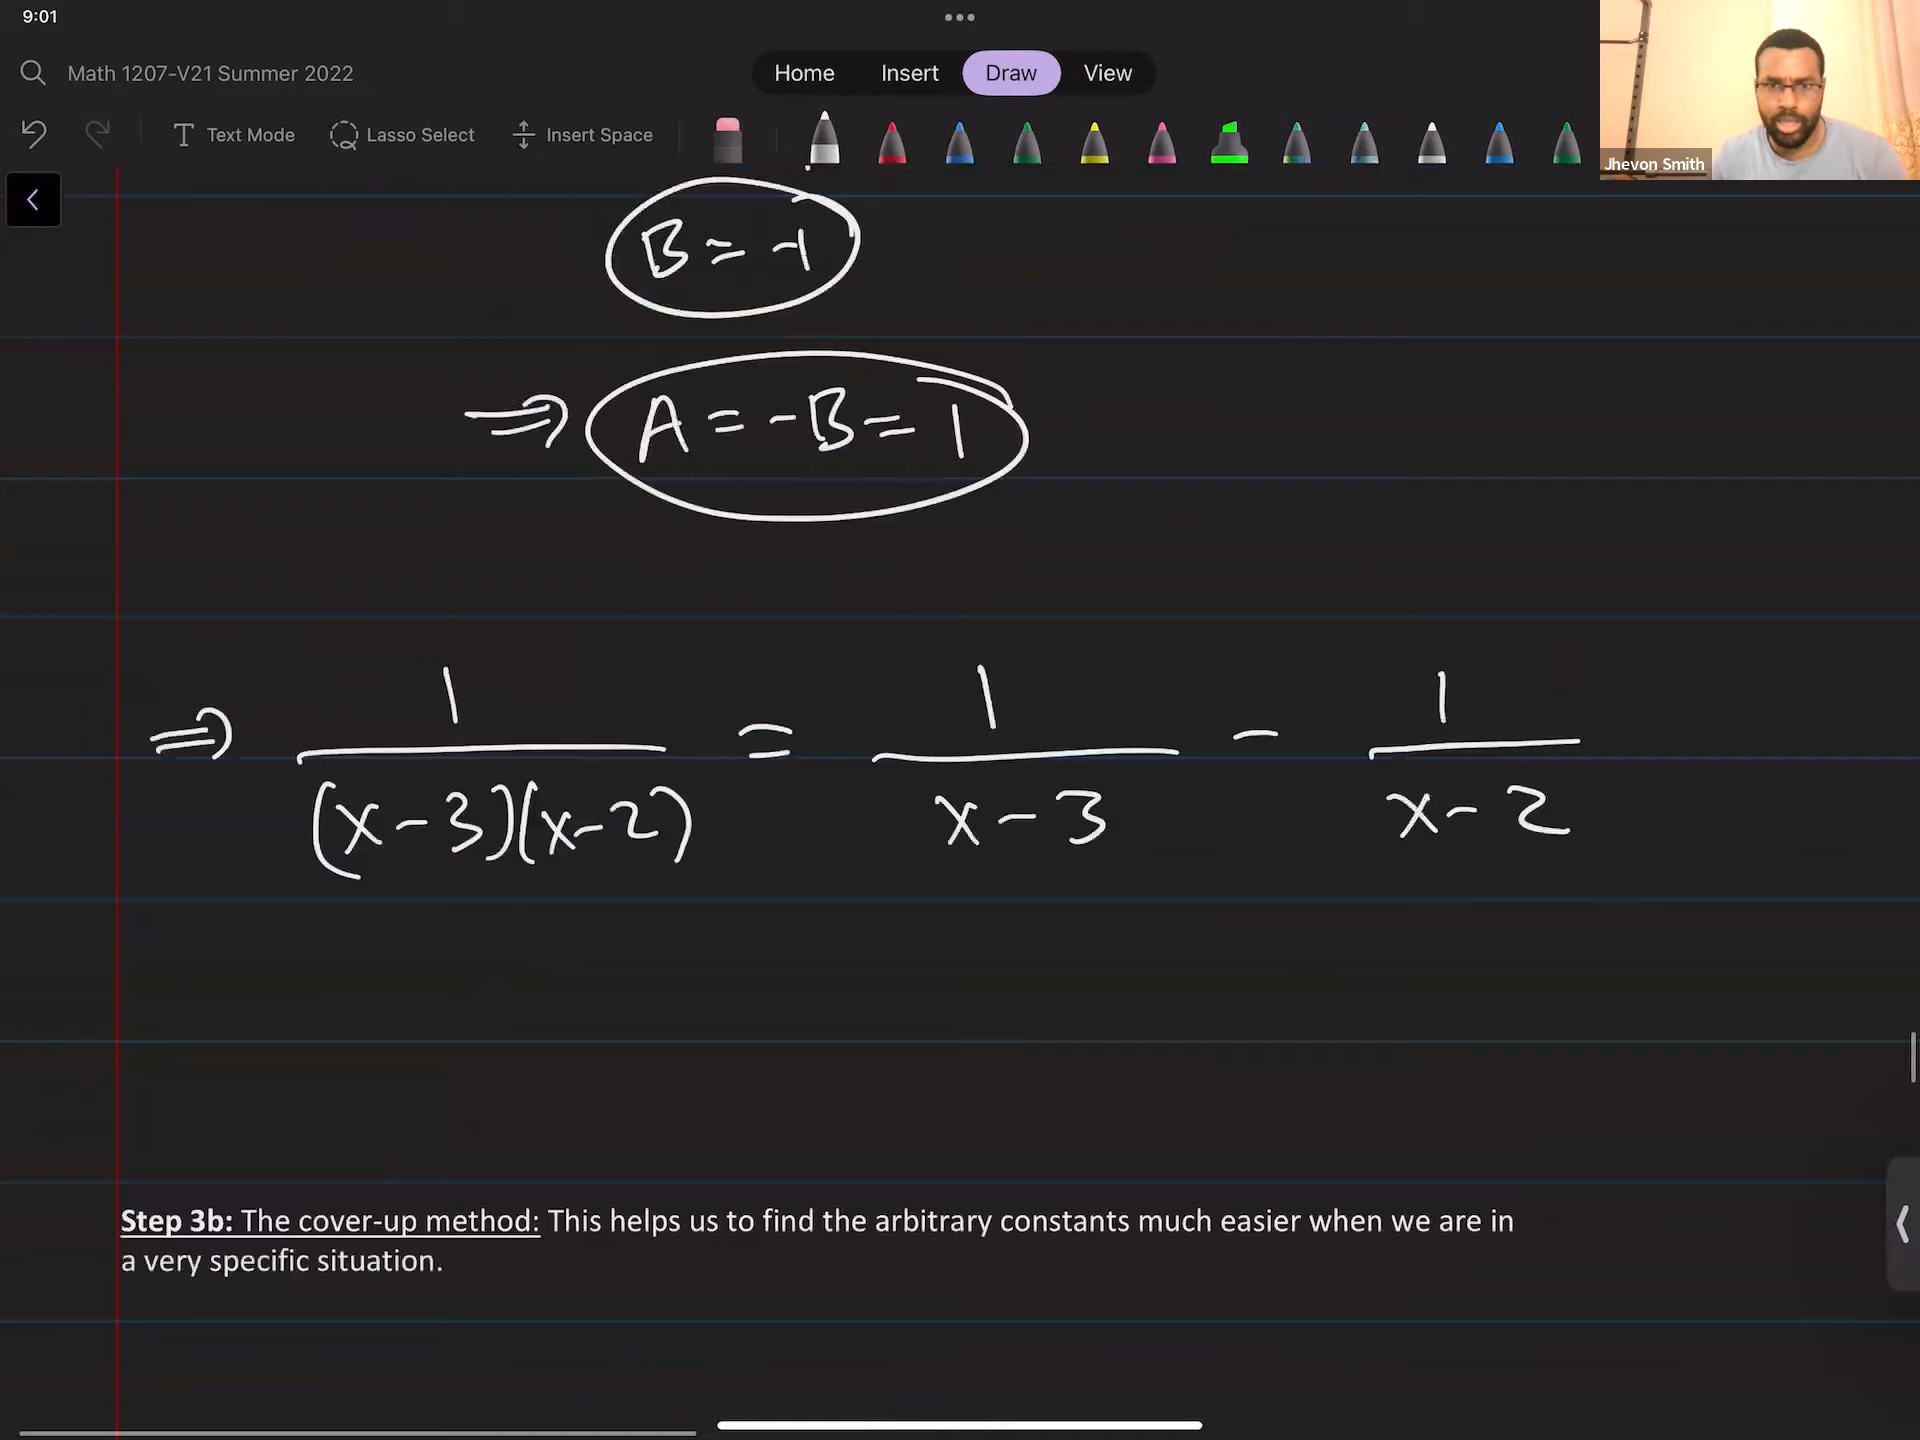 9:01
Math 1207-V21 Summer 2022
Home Insert Draw View
Text Mode Lasso Select Insert Space
Jhevon Smith
B = -1
⇒ A = -B = 1
⇒ 1/((x-3)(x-2)) = 1/(x-3) - 1/(x-2)
Step 3b: The cover-up method: This helps us to find the arbitrary constants much easier when we are in
a very specific situation.